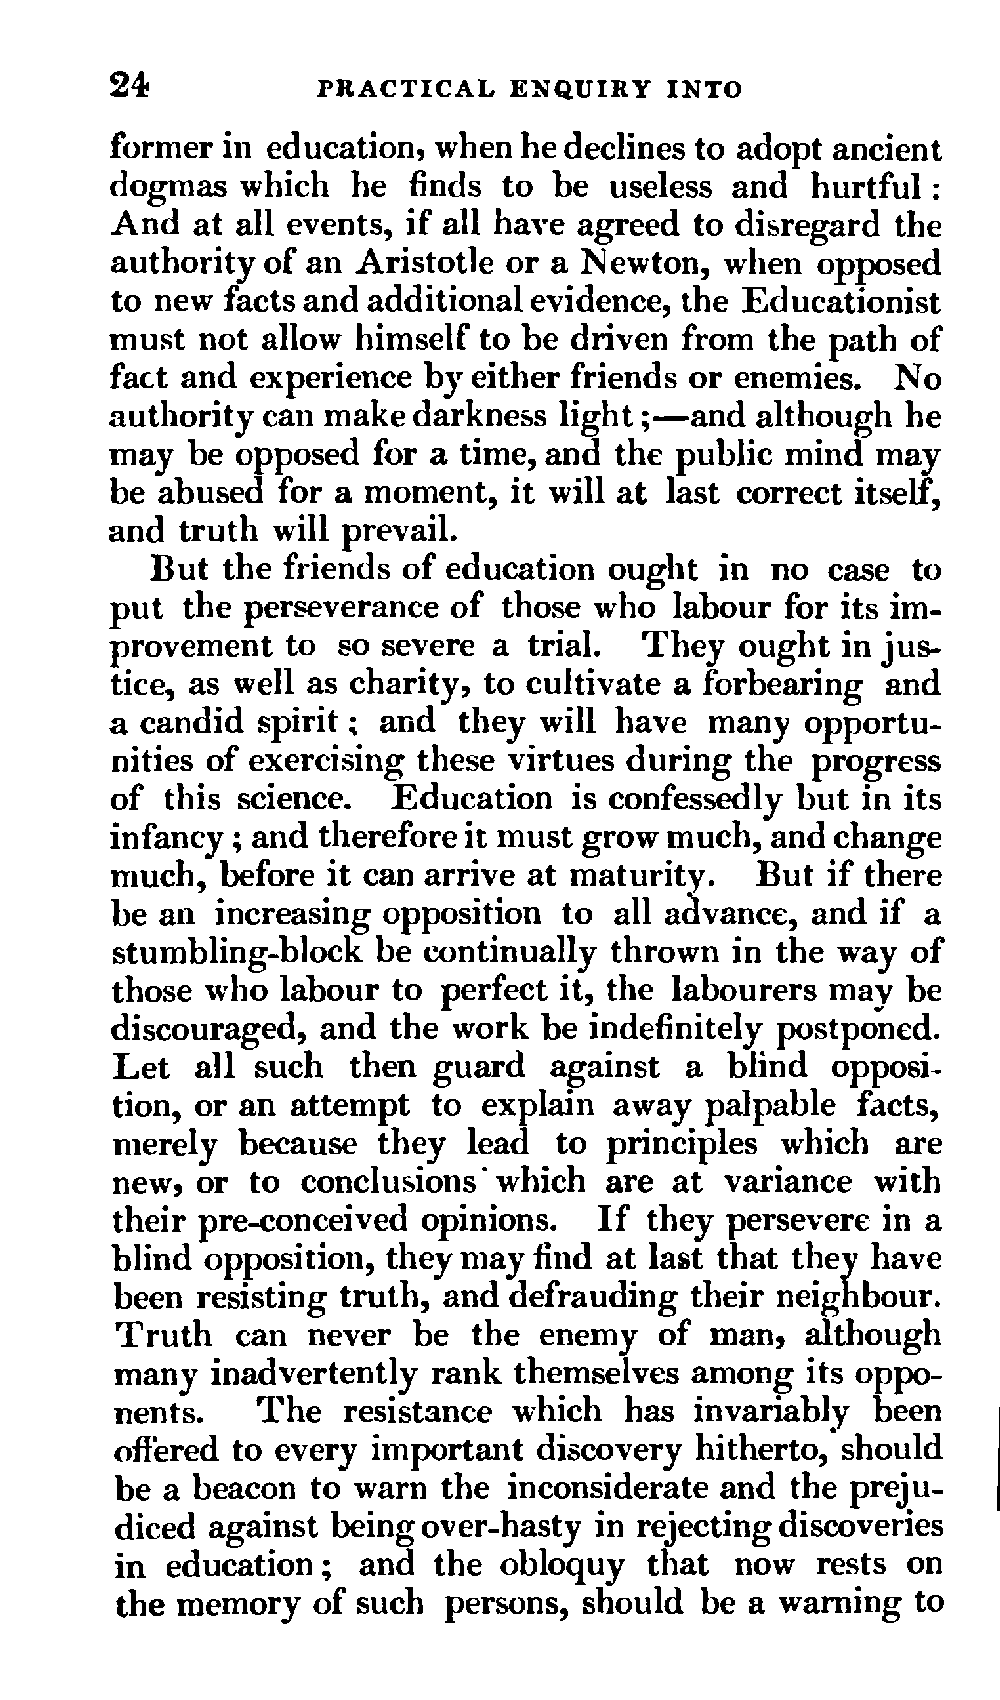 24 PRACTICAL ENQUIRY INTO
former in education, when he declines to adopt ancient
dogmas which he finds to be useless and hurtful :
And at all events, if all have agreed to disregard the
authority of an Aristotle or a Newton, when opposed
to new facts and additional evidence, the Educationist
must not allow himself to be driven from the path of
fact and experience by either friends or enemies. No
authority can make darkness light ;—and although he
may be opposed for a time, and the public mind may
be abused for a moment, it will at last correct itself,
and truth will prevail.
But the friends of education ought in no case to
put the perseverance of those who labour for its im-
provement to so severe a trial. They ought in jus-
tice, as well as charity, to cultivate a forbearing and
a candid spirit ; and they will have many opportu-
nities of exercising these virtues during the progress
of this science. Education is confessedly but in its
infancy ; and therefore it must grow much, and change
much, before it can arrive at maturity. But if there
be an increasing opposition to all advance, and if a
stumbling-block be continually thrown in the way of
those who labour to perfect it, the labourers may be
discouraged, and the work be indefinitely postponed.
Let all such then guard against a blind opposi-
tion, or an attempt to explain away palpable facts,
merely because they lead to principles which are
new, or to conclusions which are at variance with
their pre-conceived opinions. If they persevere in a
blind opposition, they may find at last that they have
been resisting truth, and defrauding their neighbour.
Truth can never be the enemy of man, although
many inadvertently rank themselves among its oppo-
nents. The resistance which has invariably been
offered to every important discovery hitherto, should
be a beacon to warn the inconsiderate and the preju-
diced against being over-hasty in rejecting discoveries
in education ; and the obloquy that now rests on
the memory of such persons, should be a warning to